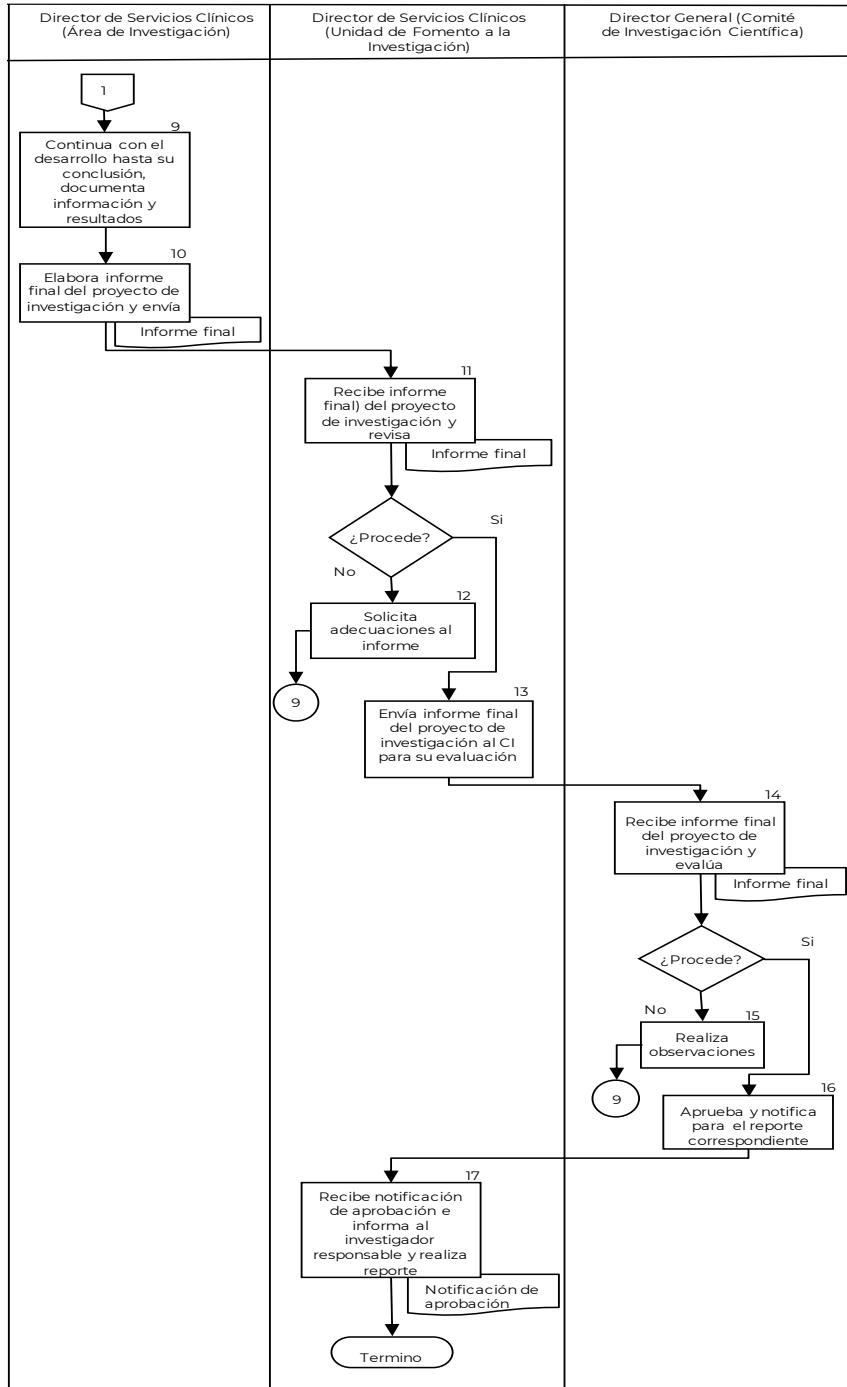 Director de Servicios Clínicos
(Área de Investigación)
Director de Servicios Clínicos
(Unidad de Fomento a la
Investigación)
Director General (Comité
de Investigación Científica)
1
9
Continua con el
desarrollo hasta su
conclusión,
documenta
información y
resultados
10
Elabora informe
final del proyecto de
investigación y envía
Informe final
11
Recibe informe
final) del proyecto
de investigación y
revisa
Informe final
¿Procede?
Si
No
12
Solicita
adecuaciones al
informe
9
13
Envía informe final
del proyecto de
investigación al CI
para su evaluación
14
Recibe informe final
del proyecto de
investigación y
evalúa
Informe final
¿Procede?
Si
No
15
Realiza
observaciones
9
16
Aprueba y notifica
para el reporte
correspondiente
17
Recibe notificación
de aprobación e
informa al
investigador
responsable y realiza
reporte
Notificación de
aprobación
Termino